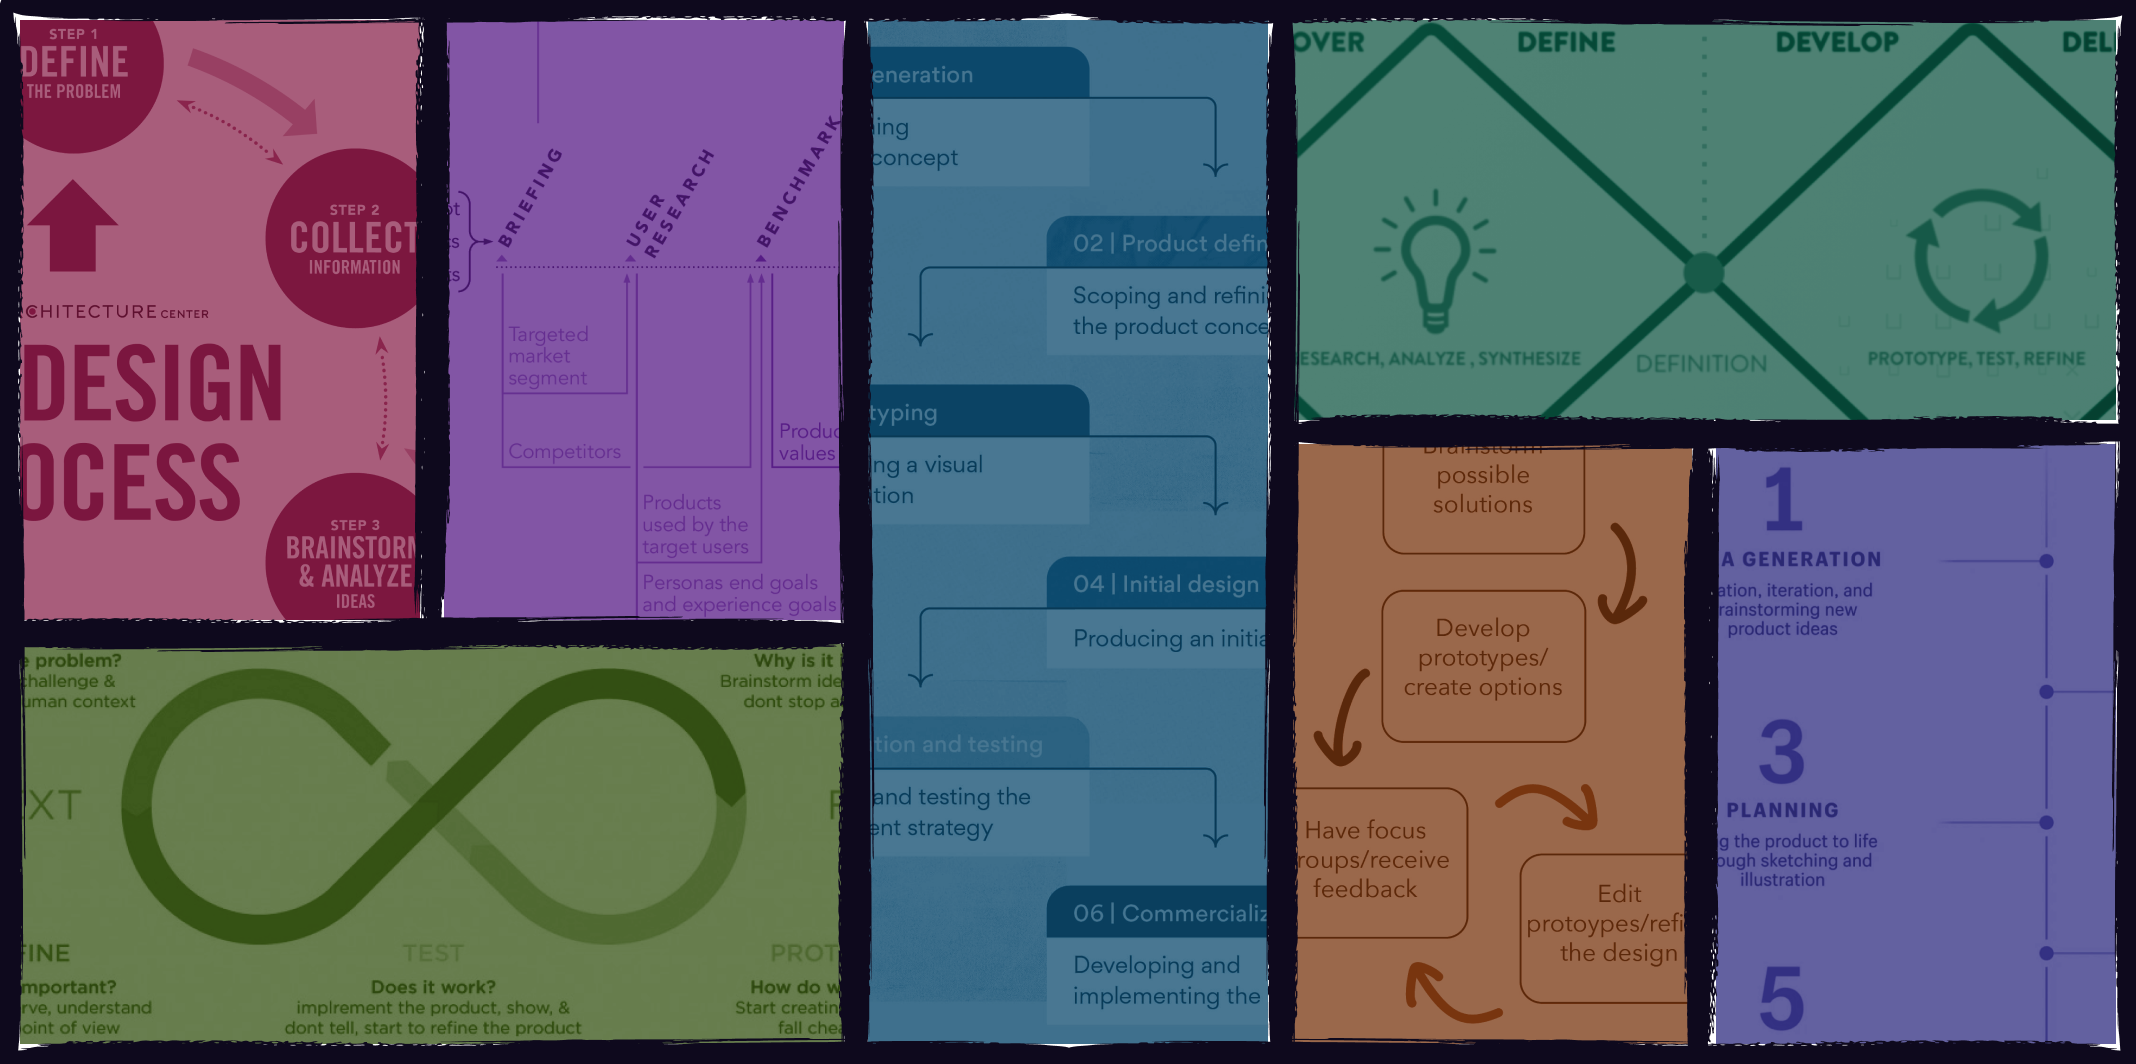 STEP 1
DEFINE
THE PROBLEM
STEP 2
COLLECT
INFORMATION
CHITECTURE CENTER
DESIGN
OCESS
STEP 3
BRAINSTORM
& ANALYZE
IDEAS
BRIEFING
USER
RESEARCH
BENCHMARK
Targeted
market
segment
Competitors
Produc
values
Products
used by the
target users
Personas end goals
and experience goals
e problem?
hallenge &
uman context
Why is it
Brainstorm ide
dont stop a
XT
FINE
mportant?
rve, understand
oint of view
TEST
Does it work?
implrement the product, show, &
dont tell, start to refine the product
PROT
How do w
Start creatin
fall chea
eneration
ing
concept
02 | Product defin
Scoping and refini
the product conce
typing
ng a visual
tion
04 | Initial design
Producing an initia
tion and testing
and testing the
ent strategy
06 | Commercializ
Developing and
implementing the
OVER
DEFINE
DEVELOP
DEL
ESEARCH, ANALYZE , SYNTHESIZE
DEFINITION
PROTOTYPE, TEST, REFINE
Brainstorm
possible
solutions
Develop
prototypes/
create options
Have focus
roups/receive
feedback
Edit
protoypes/refi
the design
1
A GENERATION
ation, iteration, and
rainstorming new
product ideas
3
PLANNING
g the product to life
ough sketching and
illustration
5